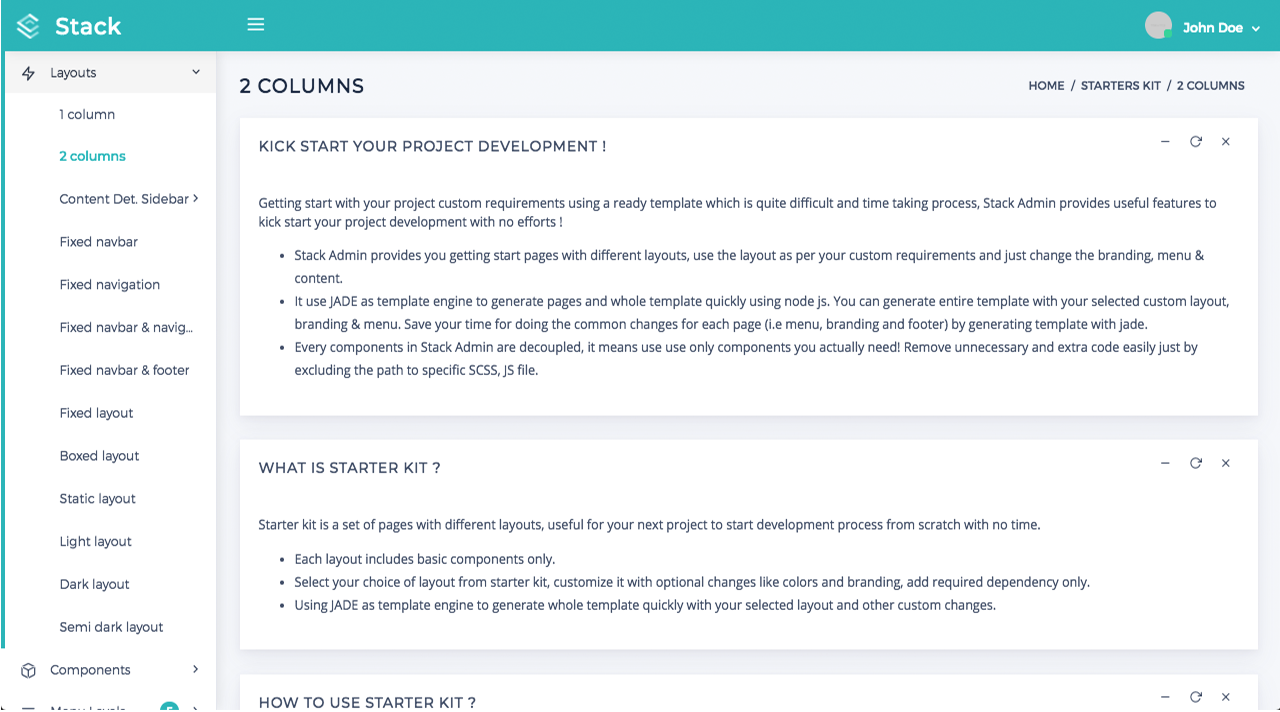 Stack
John Doe
Layouts
1 column
2 columns
Content Det. Sidebar
Fixed navbar
Fixed navigation
Fixed navbar & navig...
Fixed navbar & footer
Fixed layout
Boxed layout
Static layout
Light layout
Dark layout
Semi dark layout
Components
Menu Levels
2 COLUMNS
HOME / STARTERS KIT / 2 COLUMNS
KICK START YOUR PROJECT DEVELOPMENT !
Getting start with your project custom requirements using a ready template which is quite difficult and time taking process, Stack Admin provides useful features to
kick start your project development with no efforts !
• Stack Admin provides you getting start pages with different layouts, use the layout as per your custom requirements and just change the branding, menu &
content.
• It use JADE as template engine to generate pages and whole template quickly using node js. You can generate entire template with your selected custom layout,
branding & menu. Save your time for doing the common changes for each page (i.e menu, branding and footer) by generating template with jade.
• Every components in Stack Admin are decoupled, it means use use only components you actually need! Remove unnecessary and extra code easily just by
excluding the path to specific SCSS, JS file.
WHAT IS STARTER KIT ?
Starter kit is a set of pages with different layouts, useful for your next project to start development process from scratch with no time.
• Each layout includes basic components only.
• Select your choice of layout from starter kit, customize it with optional changes like colors and branding, add required dependency only.
• Using JADE as template engine to generate whole template quickly with your selected layout and other custom changes.
HOW TO USE STARTER KIT ?